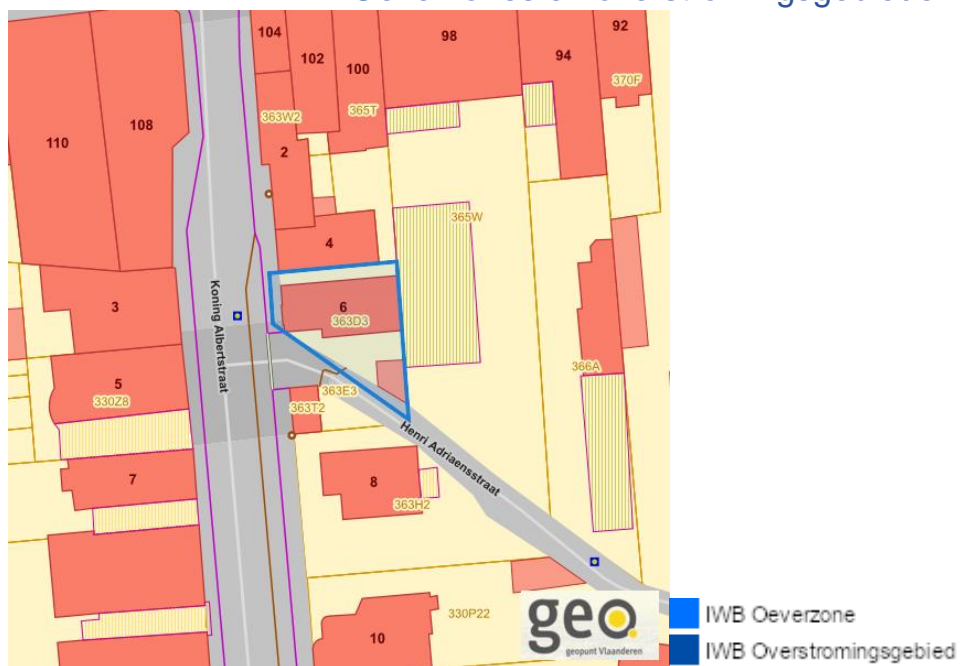 104
102
100
98
94
92
370F
365T
363W2
110
108
2
365W
4
3
Koning Albertstraat
6
363D3
5
330Z8
363E3
363T2
366A
Henri Adriaensstraat
7
8
363H2
330P22
10
geo.
geopunt Vlaanderen
IWB Oeverzone
IWB Overstromingsgebied